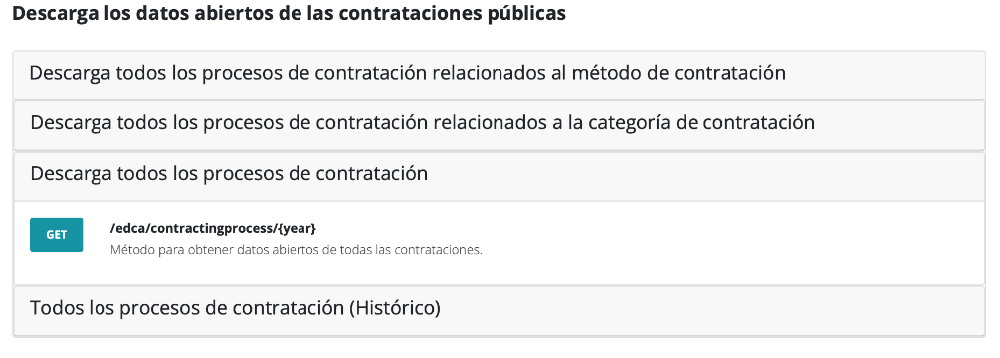 Descarga los datos abiertos de las contrataciones públicas
Descarga todos los procesos de contratación relacionados al método de contratación
Descarga todos los procesos de contratación relacionados a la categoría de contratación
Descarga todos los procesos de contratación
GET /edca/contractingprocess/{year}
Método para obtener datos abiertos de todas las contrataciones.
Todos los procesos de contratación (Histórico)